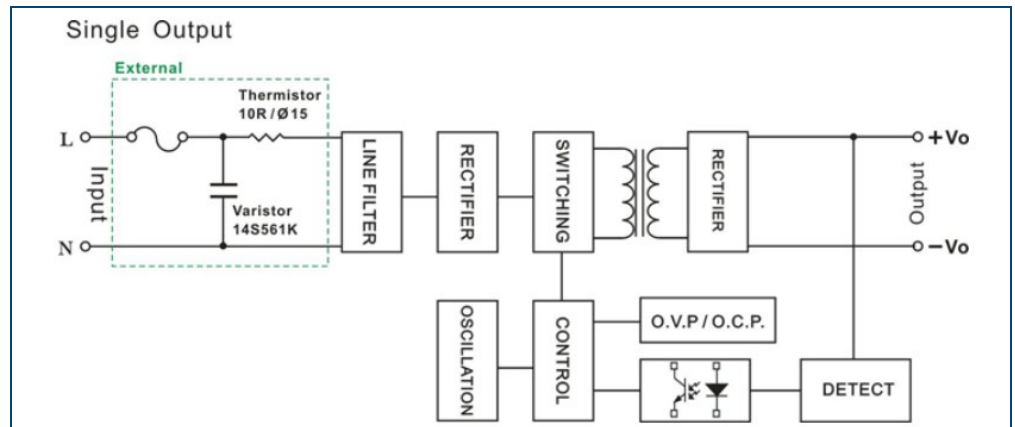 Single Output
External
Thermistor
10R/Ø15
L
Input
N
Varistor
14S561K
LINE FILTER
RECTIFIER
SWITCHING
RECTIFIER
+Vo
Output
−Vo
OSCILLATION
CONTROL
O.V.P/O.C.P.
DETECT